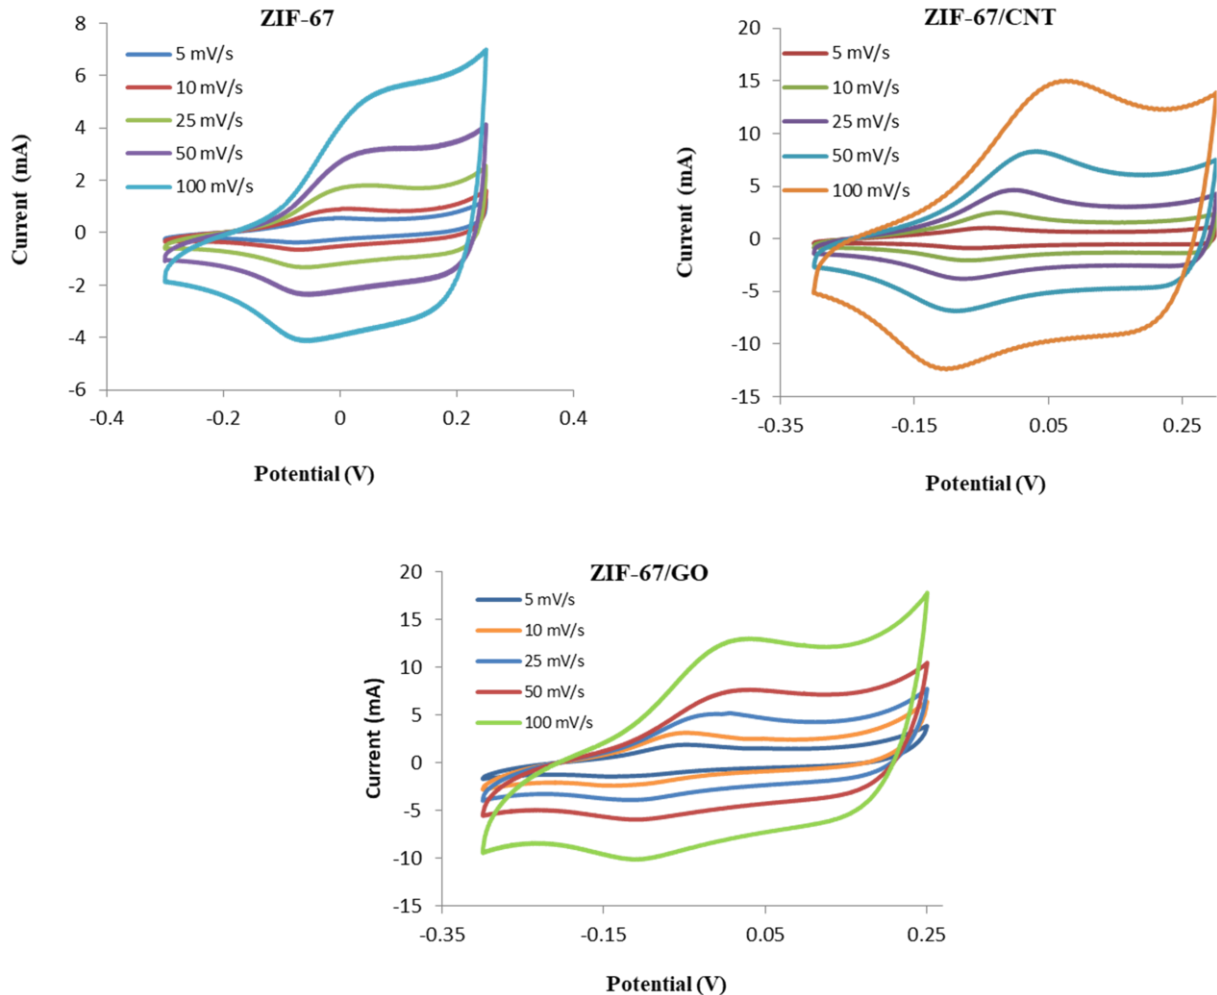 ZIF-67
8
6
4
2
0
-2
-4
-6
-0.4
-0.2
0
0.2
0.4
Current (mA)
Potential (V)
5 mV/s
10 mV/s
25 mV/s
50 mV/s
100 mV/s
ZIF-67/CNT
20
15
10
5
0
-5
-10
-15
-0.35
-0.15
0.05
0.25
Current (mA)
Potential (V)
5 mV/s
10 mV/s
25 mV/s
50 mV/s
100 mV/s
ZIF-67/GO
20
15
10
5
0
-5
-10
-15
-0.35
-0.15
0.05
0.25
Current (mA)
Potential (V)
5 mV/s
10 mV/s
25 mV/s
50 mV/s
100 mV/s